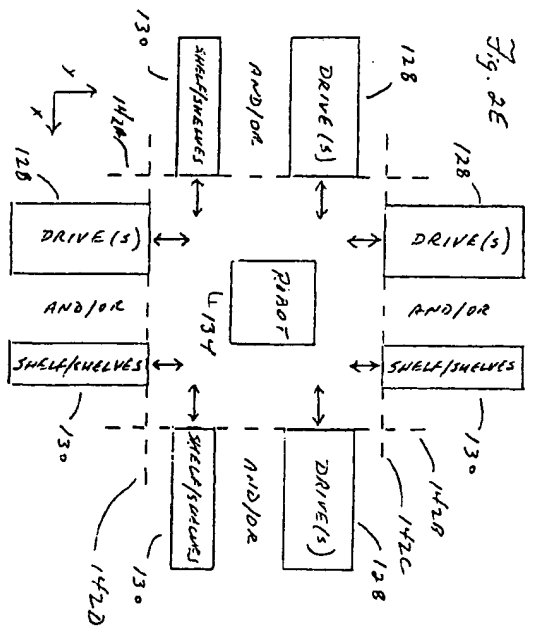 Fig. 2E
130
SHELF/SHELVES
AND/OR
DRIVE(S)
128
Y
X
142A
128
DRIVE(S)
AND/OR
SHELF/SHELVES
130
ROBOT
134
128
DRIVE(S)
AND/OR
SHELF/SHELVES
130
SHELF/SHELVES
AND/OR
DRIVE(S)
130
128
142B
142C
142D